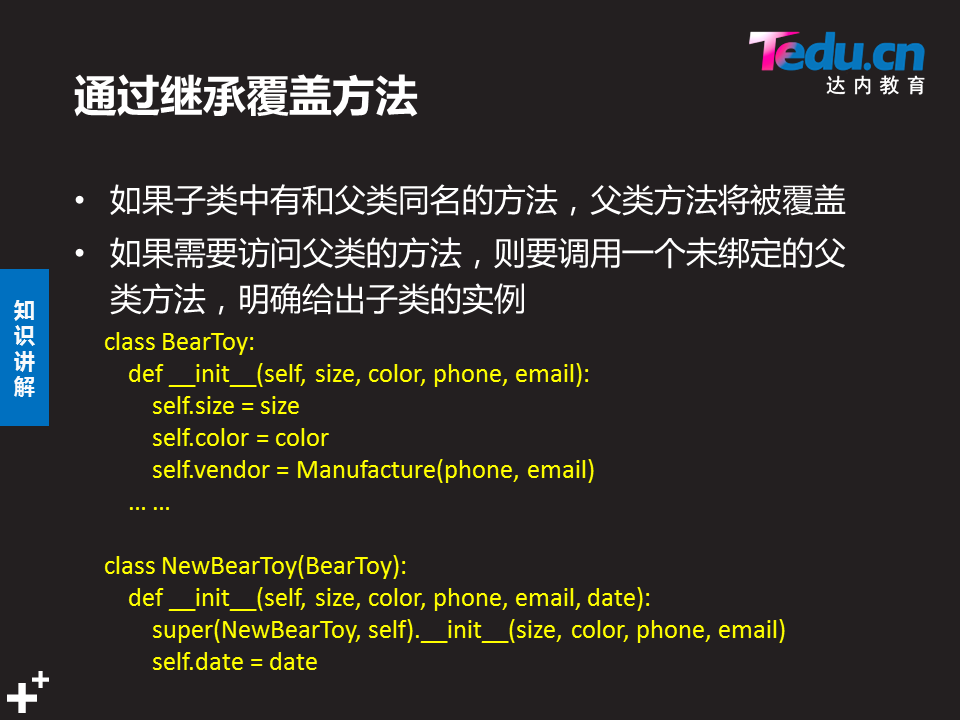 Tedu.cn
达内教育
通过继承覆盖方法
• 如果子类中有和父类同名的方法，父类方法将被覆盖
• 如果需要访问父类的方法，则要调用一个未绑定的父
类方法，明确给出子类的实例
知识讲解
class BearToy:
    def __init__(self, size, color, phone, email):
        self.size = size
        self.color = color
        self.vendor = Manufacture(phone, email)
    … …
class NewBearToy(BearToy):
    def __init__(self, size, color, phone, email, date):
        super(NewBearToy, self).__init__(size, color, phone, email)
        self.date = date